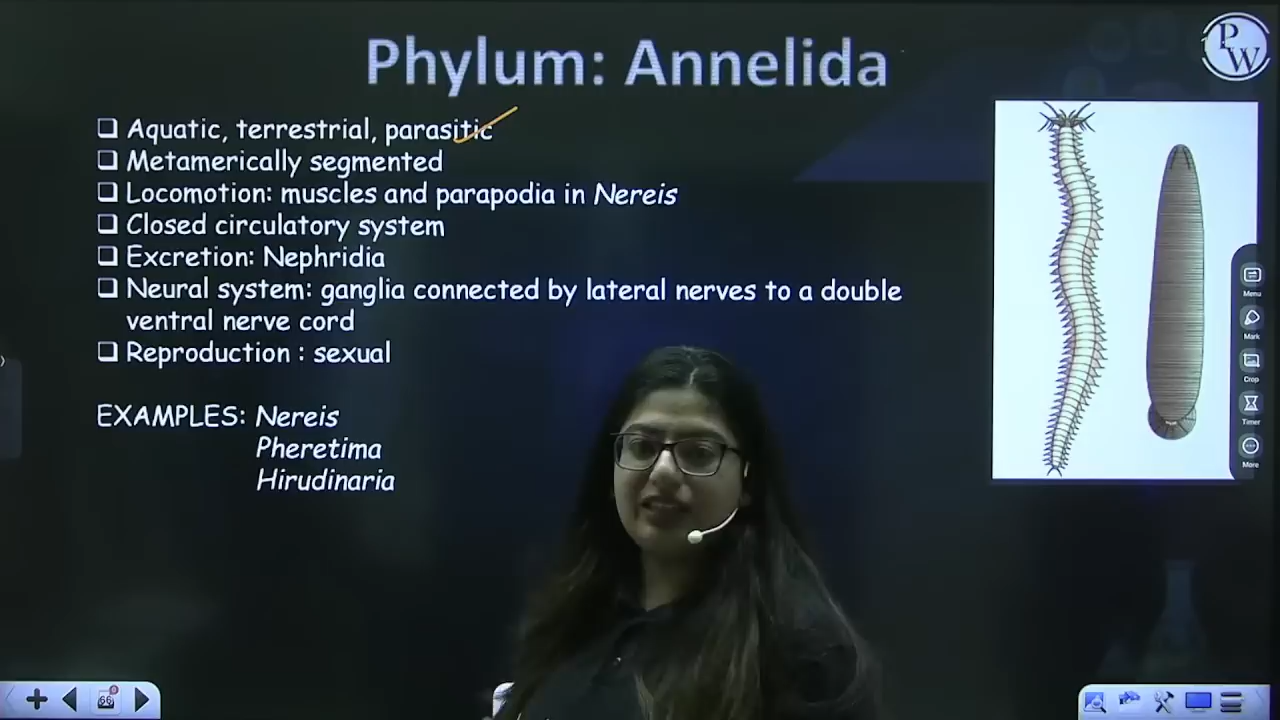 Phylum: Annelida
PW
Aquatic, terrestrial, parasitic
Metamerically segmented
Locomotion: muscles and parapodia in Nereis
Closed circulatory system
Excretion: Nephridia
Neural system: ganglia connected by lateral nerves to a double
ventral nerve cord
Reproduction : sexual
EXAMPLES: Nereis
Pheretima
Hirudinaria
Menu
Mark
Crop
Timer
More
66